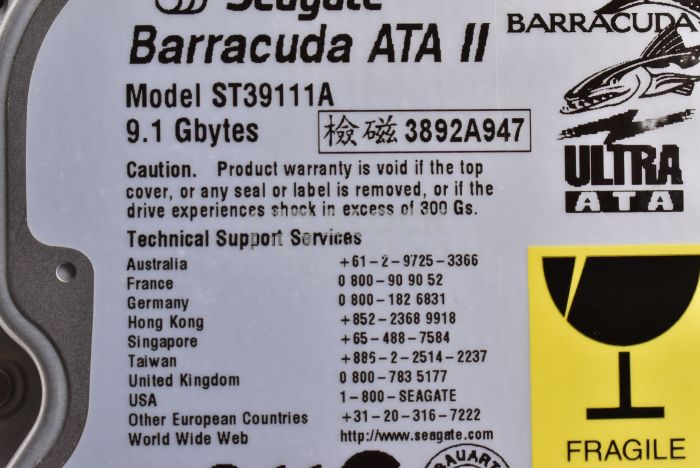 Seagate
BARRACUDA
Barracuda ATA II
Model ST39111A
9.1 Gbytes
檢磁 3892A947
ULTRA
ATA
Caution. Product warranty is void if the top
cover, or any seal or label is removed, or if the
drive experiences shock in excess of 300 Gs.
Technical Support Services
Australia +61-2-9725-3366
France 0 800-90 90 52
Germany 0 800-182 6831
Hong Kong +852-2368 9918
Singapore +65-488-7584
Taiwan +886-2-2514-2237
United Kingdom 0 800-783 5177
USA 1-800-SEAGATE
Other European Countries +31-20-316-7222
World Wide Web http://www.seagate.com
FRAGILE